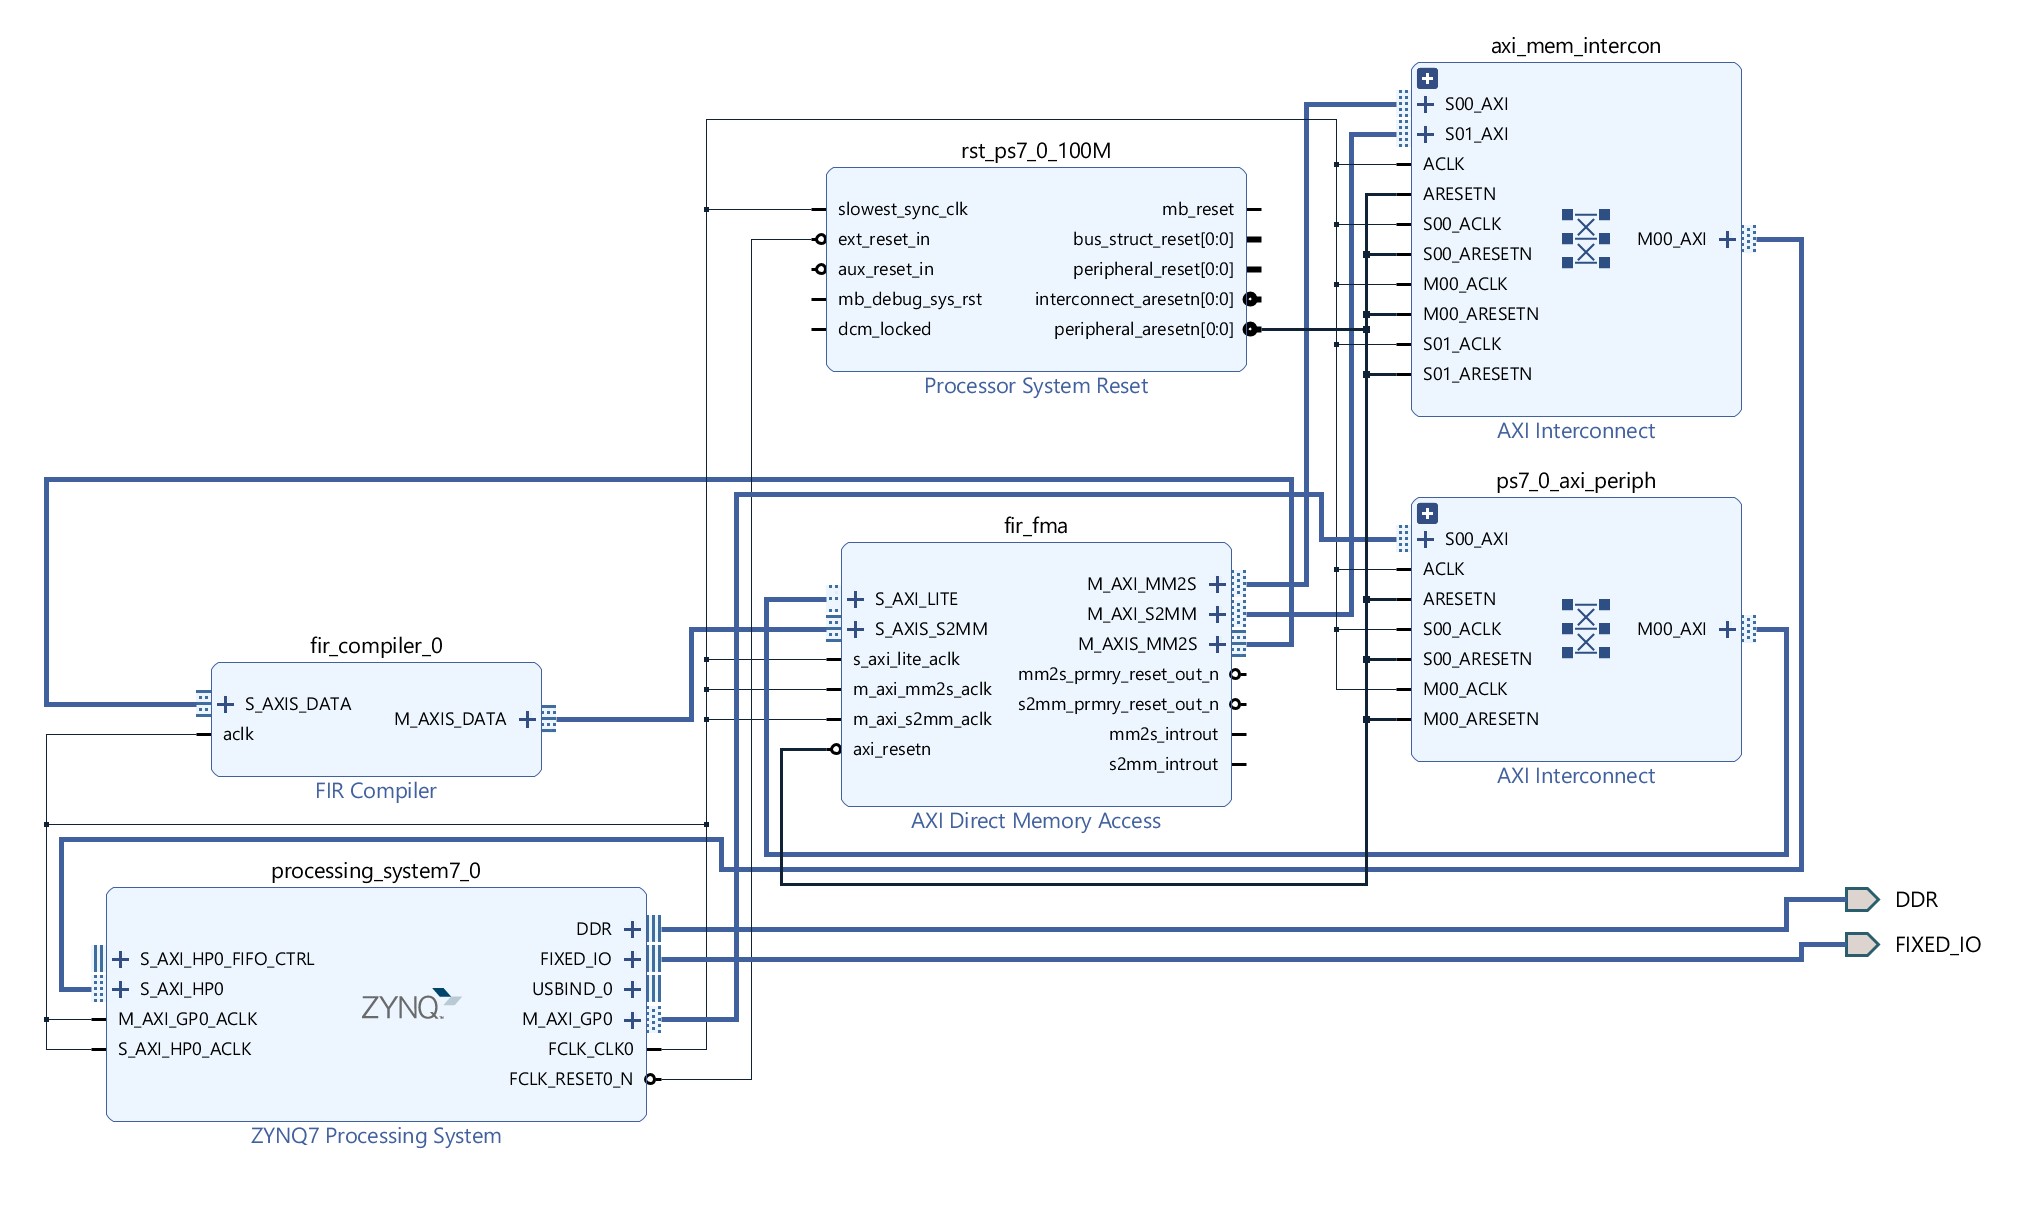 axi_mem_intercon
S00_AXI
S01_AXI
ACLK
ARESETN
S00_ACLK
S00_ARESETN
M00_ACLK
M00_ARESETN
S01_ACLK
S01_ARESETN
M00_AXI
AXI Interconnect
rst_ps7_0_100M
slowest_sync_clk
ext_reset_in
aux_reset_in
mb_debug_sys_rst
dcm_locked
mb_reset
bus_struct_reset[0:0]
peripheral_reset[0:0]
interconnect_aresetn[0:0]
peripheral_aresetn[0:0]
Processor System Reset
ps7_0_axi_periph
S00_AXI
ACLK
ARESETN
S00_ACLK
S00_ARESETN
M00_ACLK
M00_ARESETN
M00_AXI
AXI Interconnect
fir_fma
S_AXI_LITE
S_AXIS_S2MM
s_axi_lite_aclk
m_axi_mm2s_aclk
m_axi_s2mm_aclk
axi_resetn
M_AXI_MM2S
M_AXI_S2MM
M_AXIS_MM2S
mm2s_prmry_reset_out_n
s2mm_prmry_reset_out_n
mm2s_introut
s2mm_introut
AXI Direct Memory Access
fir_compiler_0
S_AXIS_DATA
aclk
M_AXIS_DATA
FIR Compiler
processing_system7_0
S_AXI_HP0_FIFO_CTRL
S_AXI_HP0
M_AXI_GP0_ACLK
S_AXI_HP0_ACLK
ZYNQ
DDR
FIXED_IO
USBIND_0
M_AXI_GP0
FCLK_CLK0
FCLK_RESET0_N
ZYNQ7 Processing System
DDR
FIXED_IO